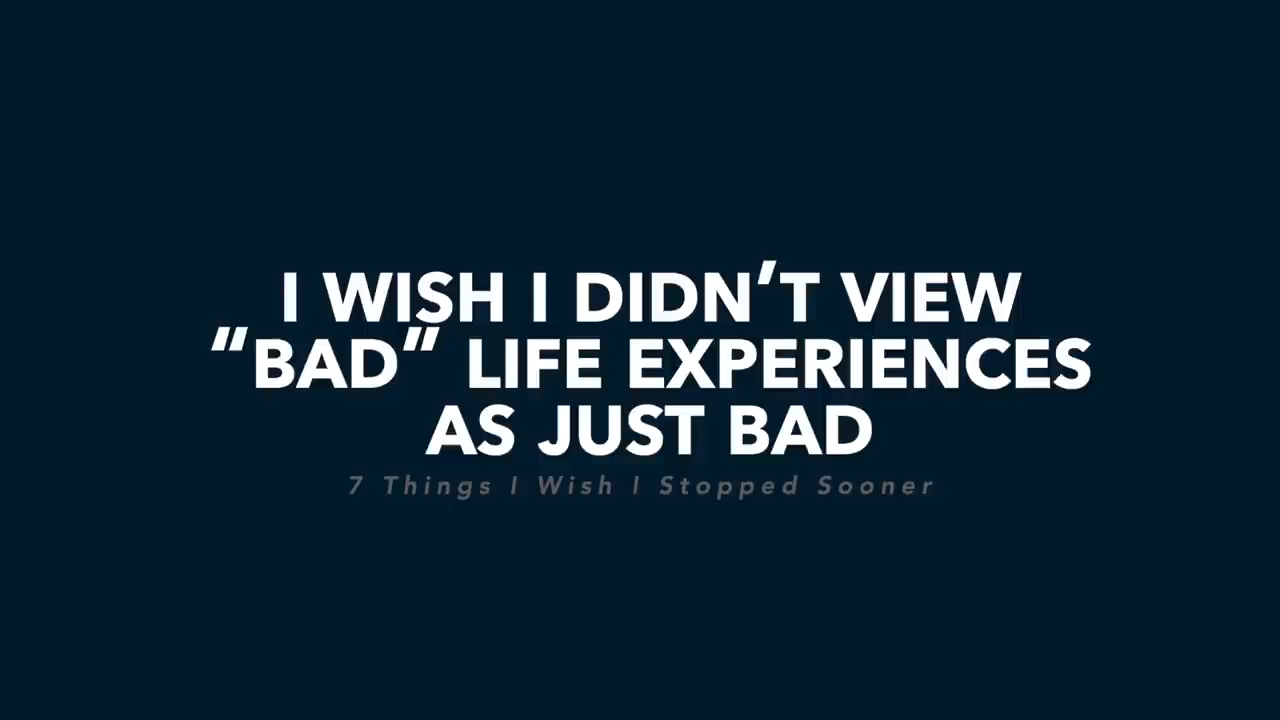 I WISH I DIDN'T VIEW
"BAD" LIFE EXPERIENCES
AS JUST BAD
7 Things I Wish I Stopped Sooner